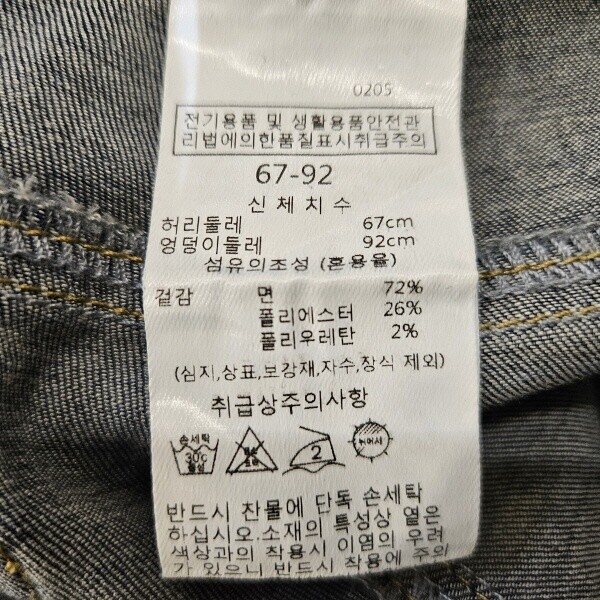 0205
전기용품 및 생활용품안전관
리법에의한품질표시취급주의
67-92
신체치수
허리둘레 67cm
엉덩이둘레 92cm
섬유의조성 (혼용율)
겉감 면 72%
폴리에스터 26%
폴리우레탄 2%
(심지,상표,보강재,자수,장식 제외)
취급상주의사항
손세탁
30℃
중성
2
뉘어서
반드시 찬물에 단독 손세탁
하십시오.소재의 특성상 옅은
색상과의 착용시 이염의 우려
가 있으니 반드시 착용에 주의